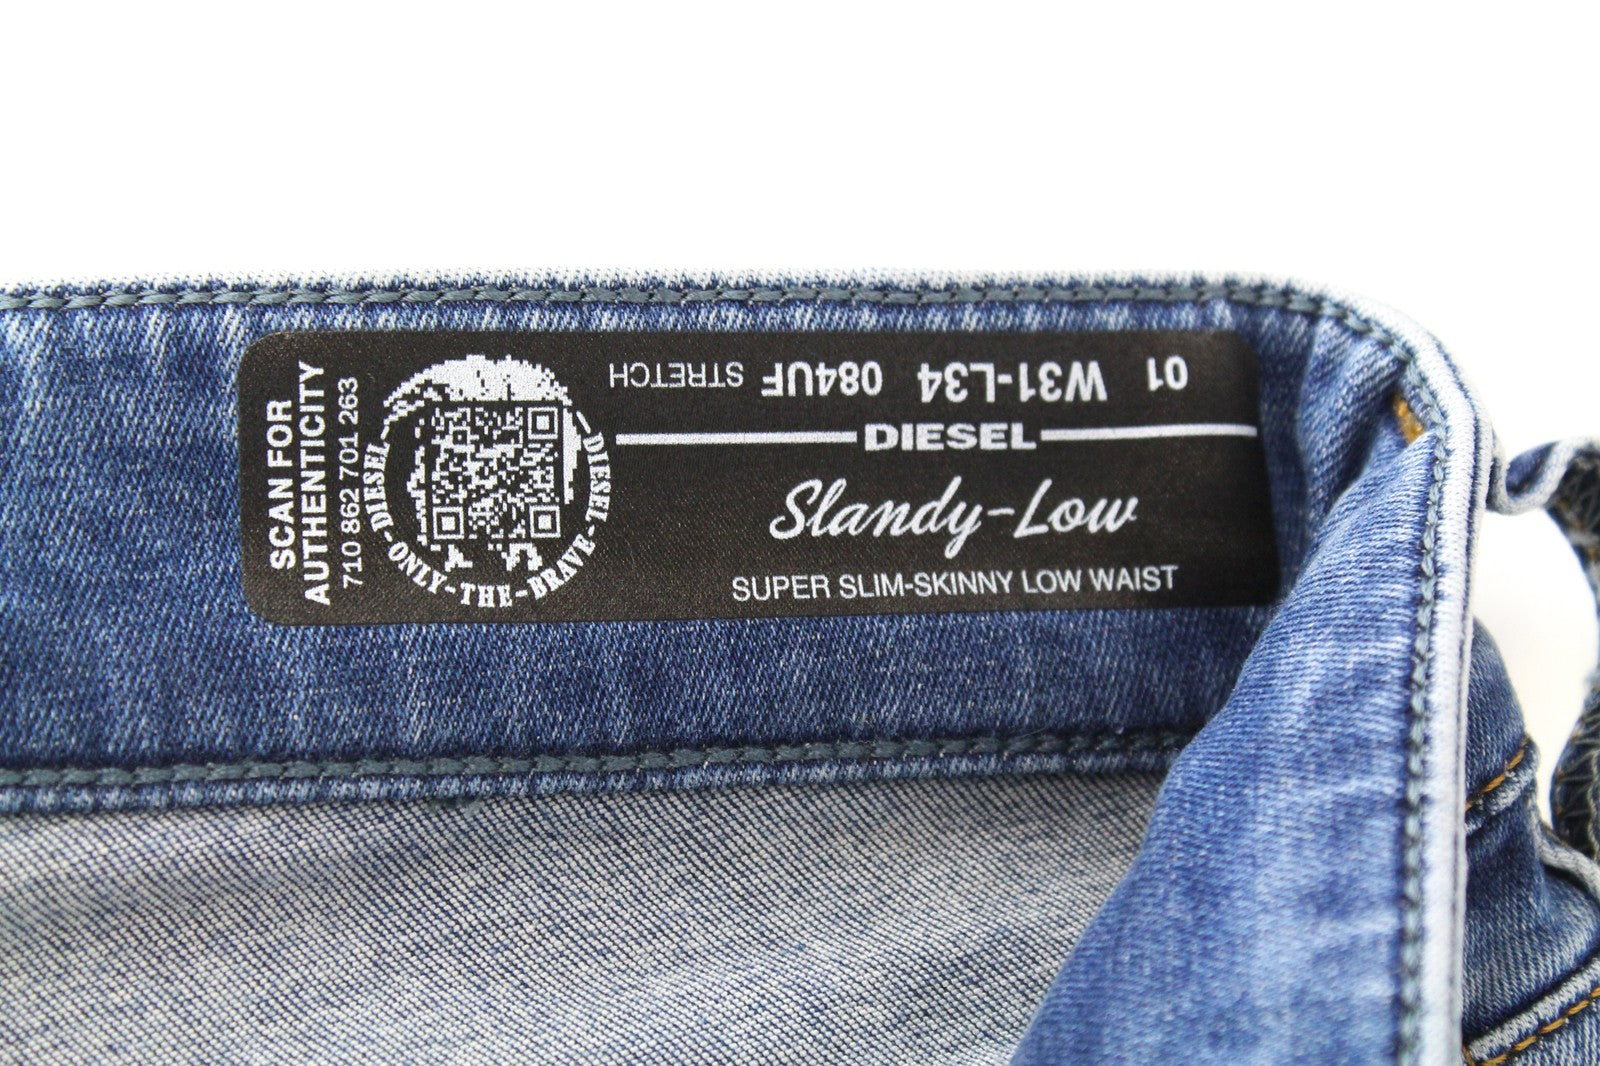 SCAN FOR
AUTHENTICITY
710 862 701 263
DIESEL-ONLY-THE-BRAVE-DIESEL
01 W31-L34 084UF STRETCH
DIESEL
Slandy-Low
SUPER SLIM-SKINNY LOW WAIST